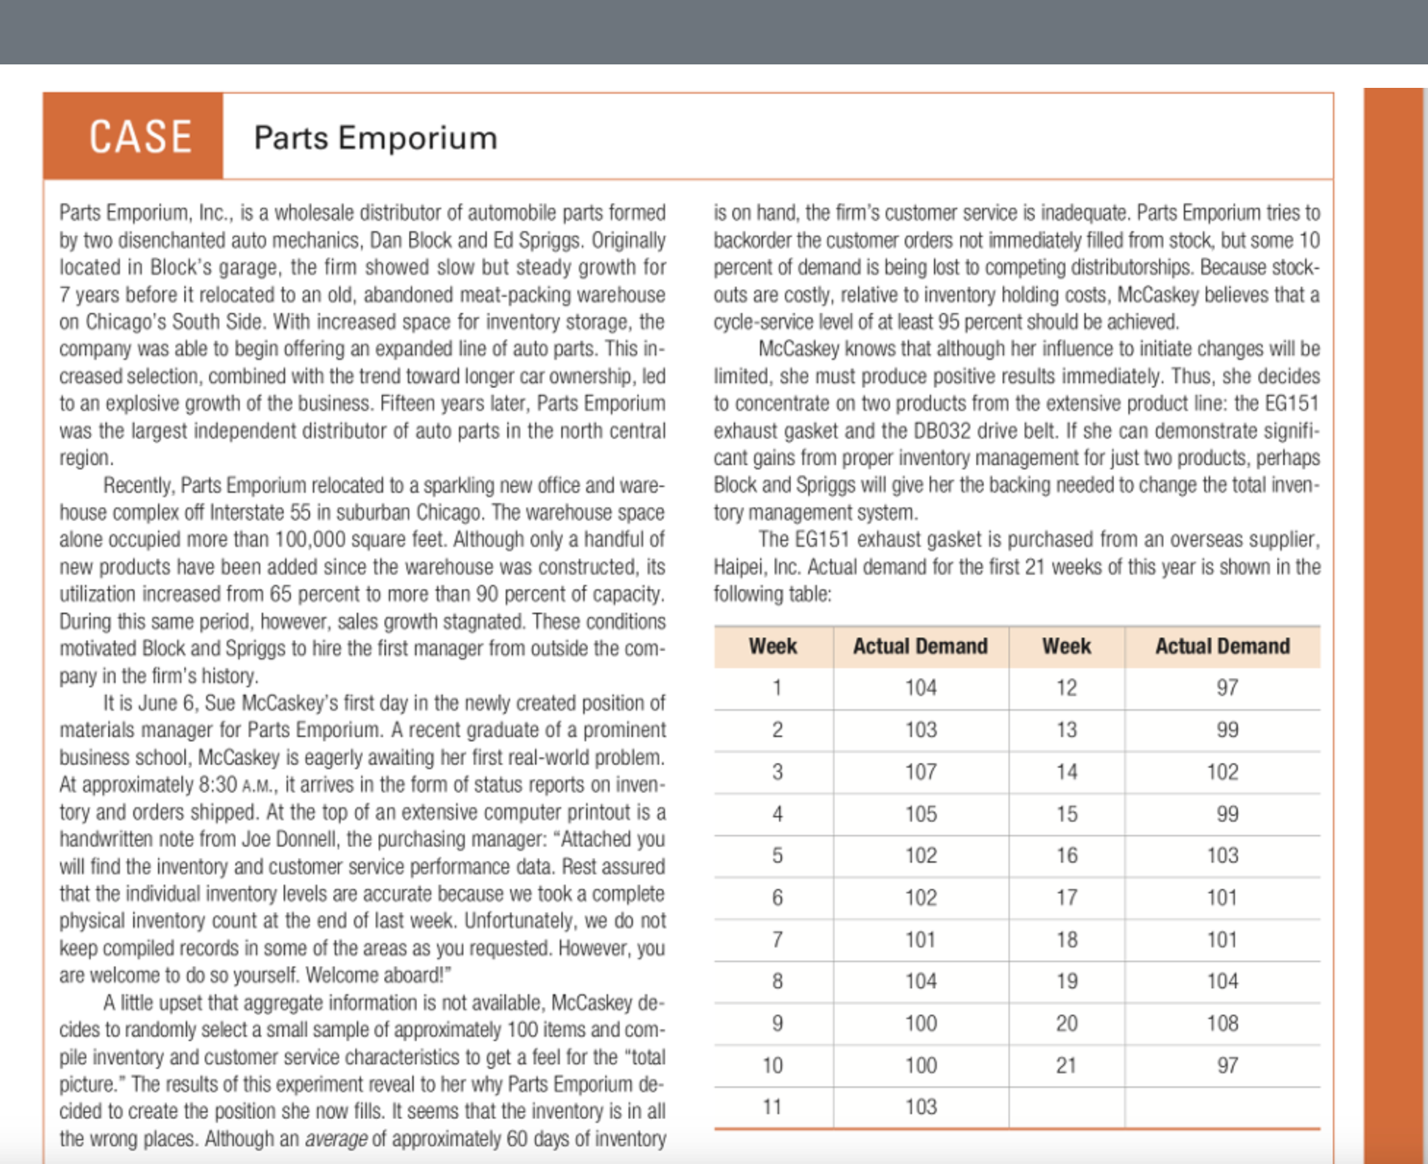 CASE
Parts Emporium
Parts Emporium, Inc., is a wholesale distributor of automobile parts formed
by two disenchanted auto mechanics, Dan Block and Ed Spriggs. Originally
located in Block's garage, the firm showed slow but steady growth for
7 years before it relocated to an old, abandoned meat-packing warehouse
on Chicago's South Side. With increased space for inventory storage, the
company was able to begin offering an expanded line of auto parts. This in-
creased selection, combined with the trend toward longer car ownership, led
to an explosive growth of the business. Fifteen years later, Parts Emporium
was the largest independent distributor of auto parts in the north central
region.
Recently, Parts Emporium relocated to a sparkling new office and ware-
house complex off Interstate 55 in suburban Chicago. The warehouse space
alone occupied more than 100,000 square feet. Although only a handful of
new products have been added since the warehouse was constructed, its
utilization increased from 65 percent to more than 90 percent of capacity.
During this same period, however, sales growth stagnated. These conditions
motivated Block and Spriggs to hire the first manager from outside the com-
pany in the firm's history.
It is June 6, Sue McCaskey's first day in the newly created position of
materials manager for Parts Emporium. A recent graduate of a prominent
business school, McCaskey is eagerly awaiting her first real-world problem.
At approximately 8:30 A.M., it arrives in the form of status reports on inven-
tory and orders shipped. At the top of an extensive computer printout is a
handwritten note from Joe Donnell, the purchasing manager: “Attached you
will find the inventory and customer service performance data. Rest assured
that the individual inventory levels are accurate because we took a complete
physical inventory count at the end of last week. Unfortunately, we do not
keep compiled records in some of the areas as you requested. However, you
are welcome to do so yourself. Welcome aboard!”
A little upset that aggregate information is not available, McCaskey de-
cides to randomly select a small sample of approximately 100 items and com-
pile inventory and customer service characteristics to get a feel for the “total
picture.” The results of this experiment reveal to her why Parts Emporium de-
cided to create the position she now fills. It seems that the inventory is in all
the wrong places. Although an average of approximately 60 days of inventory
is on hand, the firm's customer service is inadequate. Parts Emporium tries to
backorder the customer orders not immediately filled from stock, but some 10
percent of demand is being lost to competing distributorships. Because stock-
outs are costly, relative to inventory holding costs, McCaskey believes that a
cycle-service level of at least 95 percent should be achieved.
McCaskey knows that although her influence to initiate changes will be
limited, she must produce positive results immediately. Thus, she decides
to concentrate on two products from the extensive product line: the EG151
exhaust gasket and the DB032 drive belt. If she can demonstrate signifi-
cant gains from proper inventory management for just two products, perhaps
Block and Spriggs will give her the backing needed to change the total inven-
tory management system.
The EG151 exhaust gasket is purchased from an overseas supplier,
Haipei, Inc. Actual demand for the first 21 weeks of this year is shown in the
following table:
Week Actual Demand Week Actual Demand
1 104 12 97
2 103 13 99
3 107 14 102
4 105 15 99
5 102 16 103
6 102 17 101
7 101 18 101
8 104 19 104
9 100 20 108
10 100 21 97
11 103